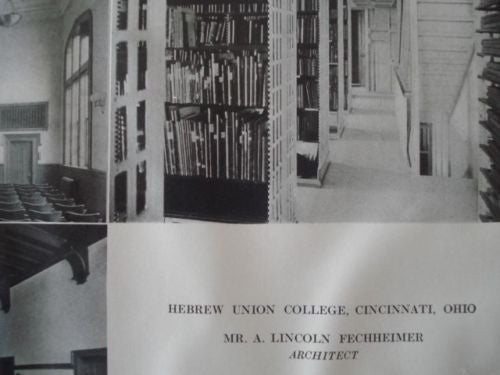 HEBREW UNION COLLEGE, CINCINNATI, OHIO
MR. A. LINCOLN FECHHEIMER
ARCHITECT